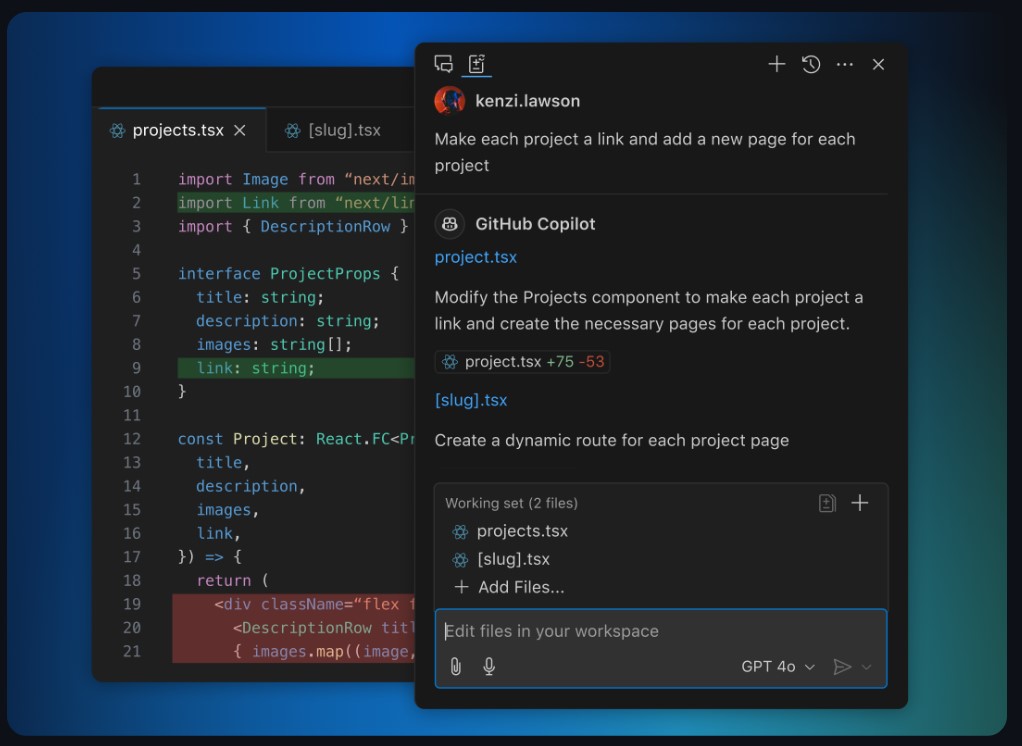 projects.tsx
[slug].tsx
1 import Image from “next/im
2 import Link from “next/lin
3 import { DescriptionRow }
4
5 interface ProjectProps {
6 title: string;
7 description: string;
8 images: string[];
9 link: string;
10 }
11
12 const Project: React.FC<Pr
13 title,
14 description,
15 images,
16 link,
17 }) => {
18 return (
19 <div className=“flex f
20 <DescriptionRow titl
21 { images.map((image,
kenzi.lawson
Make each project a link and add a new page for each
project
GitHub Copilot
project.tsx
Modify the Projects component to make each project a
link and create the necessary pages for each project.
project.tsx +75 -53
[slug].tsx
Create a dynamic route for each project page
Working set (2 files)
projects.tsx
[slug].tsx
Add Files...
Edit files in your workspace
GPT 4o